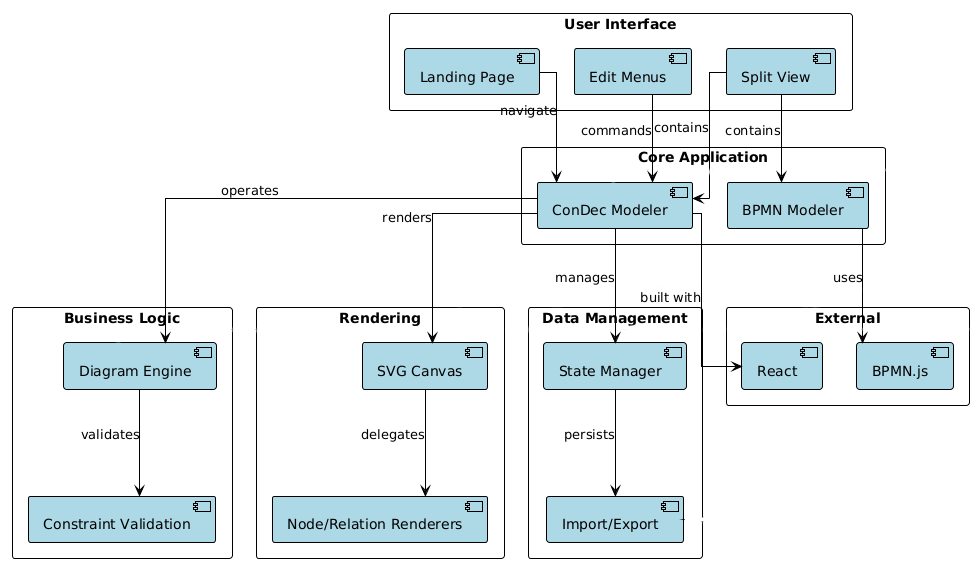 User Interface
Landing Page
Edit Menus
Split View
navigate
commands
contains
contains
Core Application
ConDec Modeler
BPMN Modeler
operates
renders
manages
uses
built with
Business Logic
Rendering
Data Management
External
Diagram Engine
SVG Canvas
State Manager
React
BPMN.js
validates
delegates
persists
Constraint Validation
Node/Relation Renderers
Import/Export